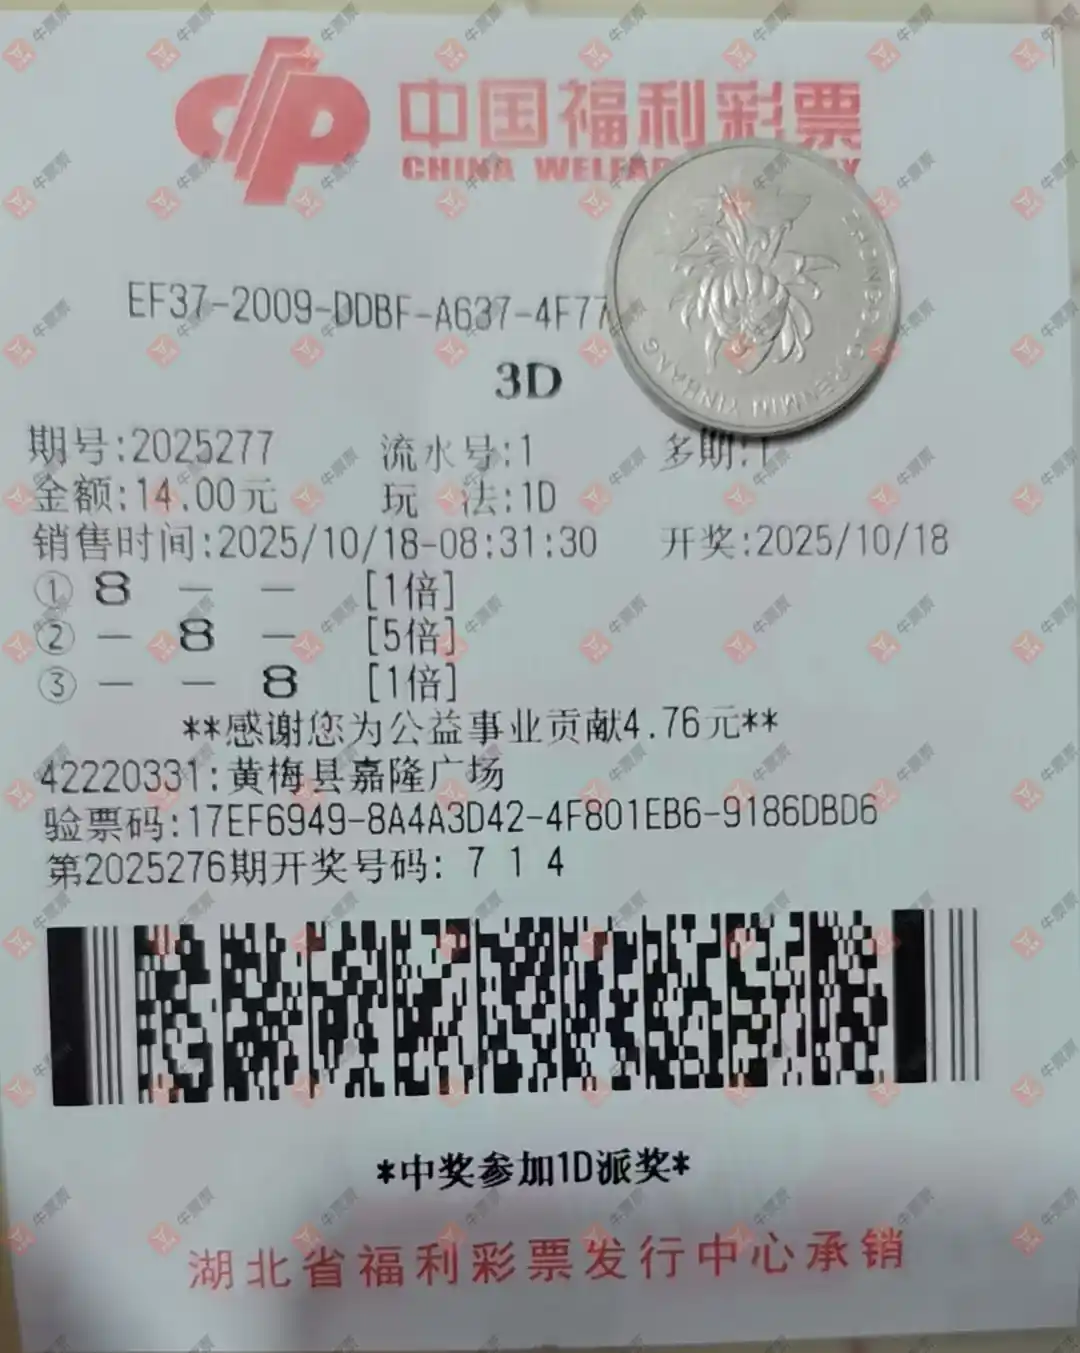 中国福利彩票
CHINA WELFA
EF37-2009-DDBF-A637-4F77
3D
期号:2025277 流水号:1 多期:1
金额:14.00元 玩 法:1D
销售时间:2025/10/18-08:31:30 开奖:2025/10/18
① 8 — — [1倍]
② — 8 — [5倍]
③ — — 8 [1倍]
**感谢您为公益事业贡献4.76元**
42220331:黄梅县嘉隆广场
验票码:17EF6949-8A4A3D42-4F801EB6-9186DBD6
第2025276期开奖号码: 7 1 4
*中奖参加1D派奖*
湖北省福利彩票发行中心承销
牛票票